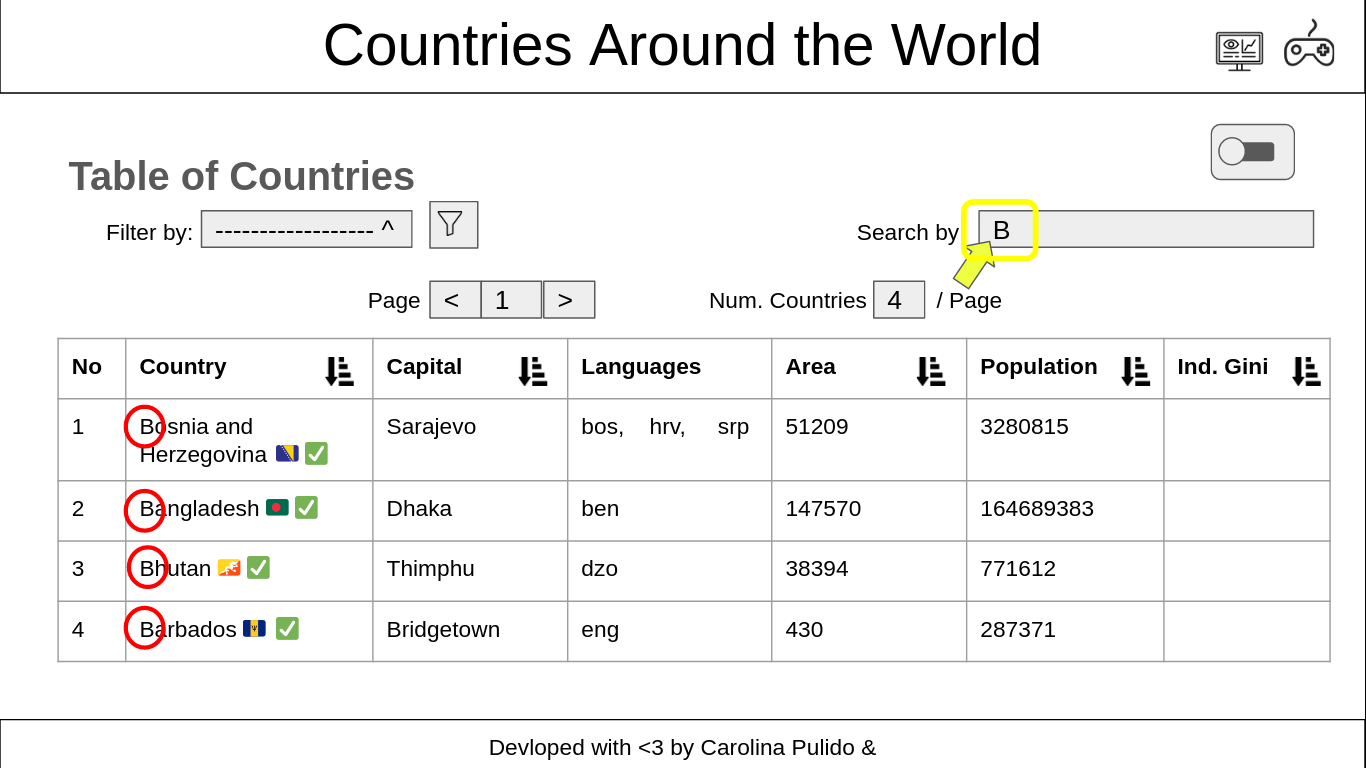 Countries Around the World
Table of Countries
Filter by: ------------------ ^
Search by B
Page < 1 >
Num. Countries 4 / Page
No Country Capital Languages Area Population Ind. Gini
1 Bosnia and Sarajevo bos, hrv, srp 51209 3280815
Herzegovina
2 Bangladesh Dhaka ben 147570 164689383
3 Bhutan Thimphu dzo 38394 771612
4 Barbados Bridgetown eng 430 287371
Devloped with <3 by Carolina Pulido &